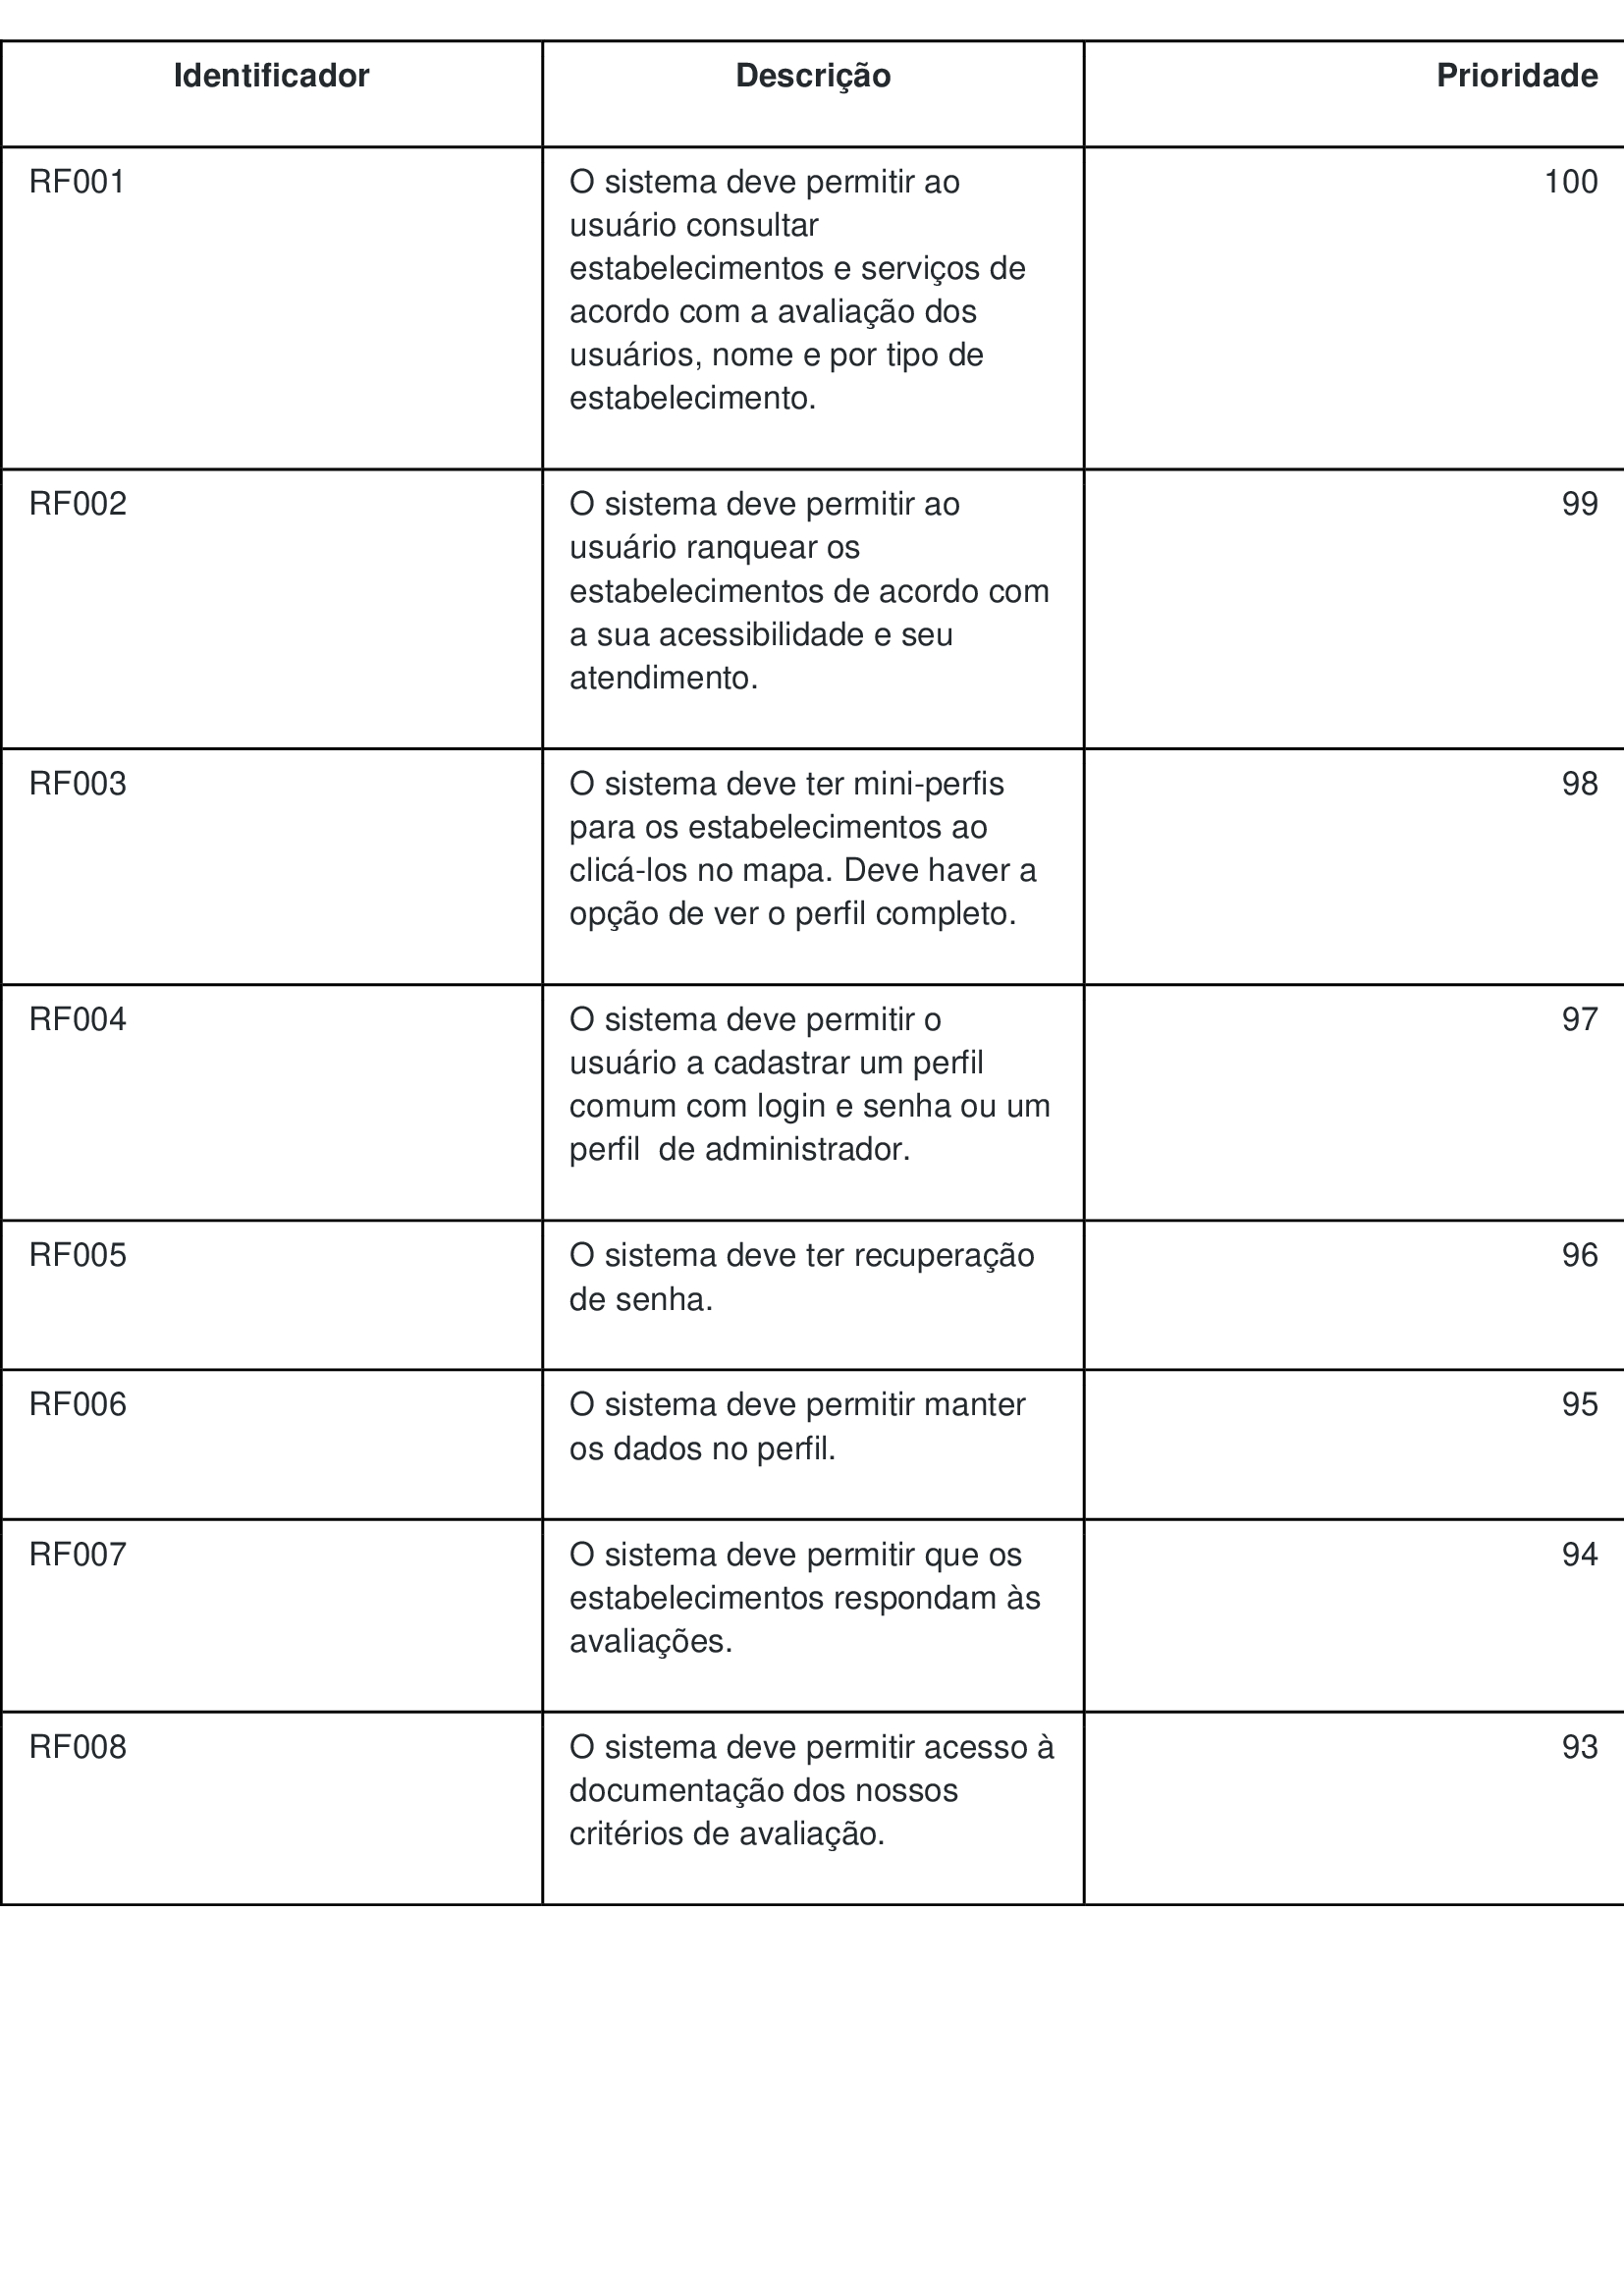 Identificador Descrição Prioridade
RF001 O sistema deve permitir ao 100
usuário consultar
estabelecimentos e serviços de
acordo com a avaliação dos
usuários, nome e por tipo de
estabelecimento.
RF002 O sistema deve permitir ao 99
usuário ranquear os
estabelecimentos de acordo com
a sua acessibilidade e seu
atendimento.
RF003 O sistema deve ter mini-perfis 98
para os estabelecimentos ao
clicá-los no mapa. Deve haver a
opção de ver o perfil completo.
RF004 O sistema deve permitir o 97
usuário a cadastrar um perfil
comum com login e senha ou um
perfil  de administrador.
RF005 O sistema deve ter recuperação 96
de senha.
RF006 O sistema deve permitir manter 95
os dados no perfil.
RF007 O sistema deve permitir que os 94
estabelecimentos respondam às
avaliações.
RF008 O sistema deve permitir acesso à 93
documentação dos nossos
critérios de avaliação.